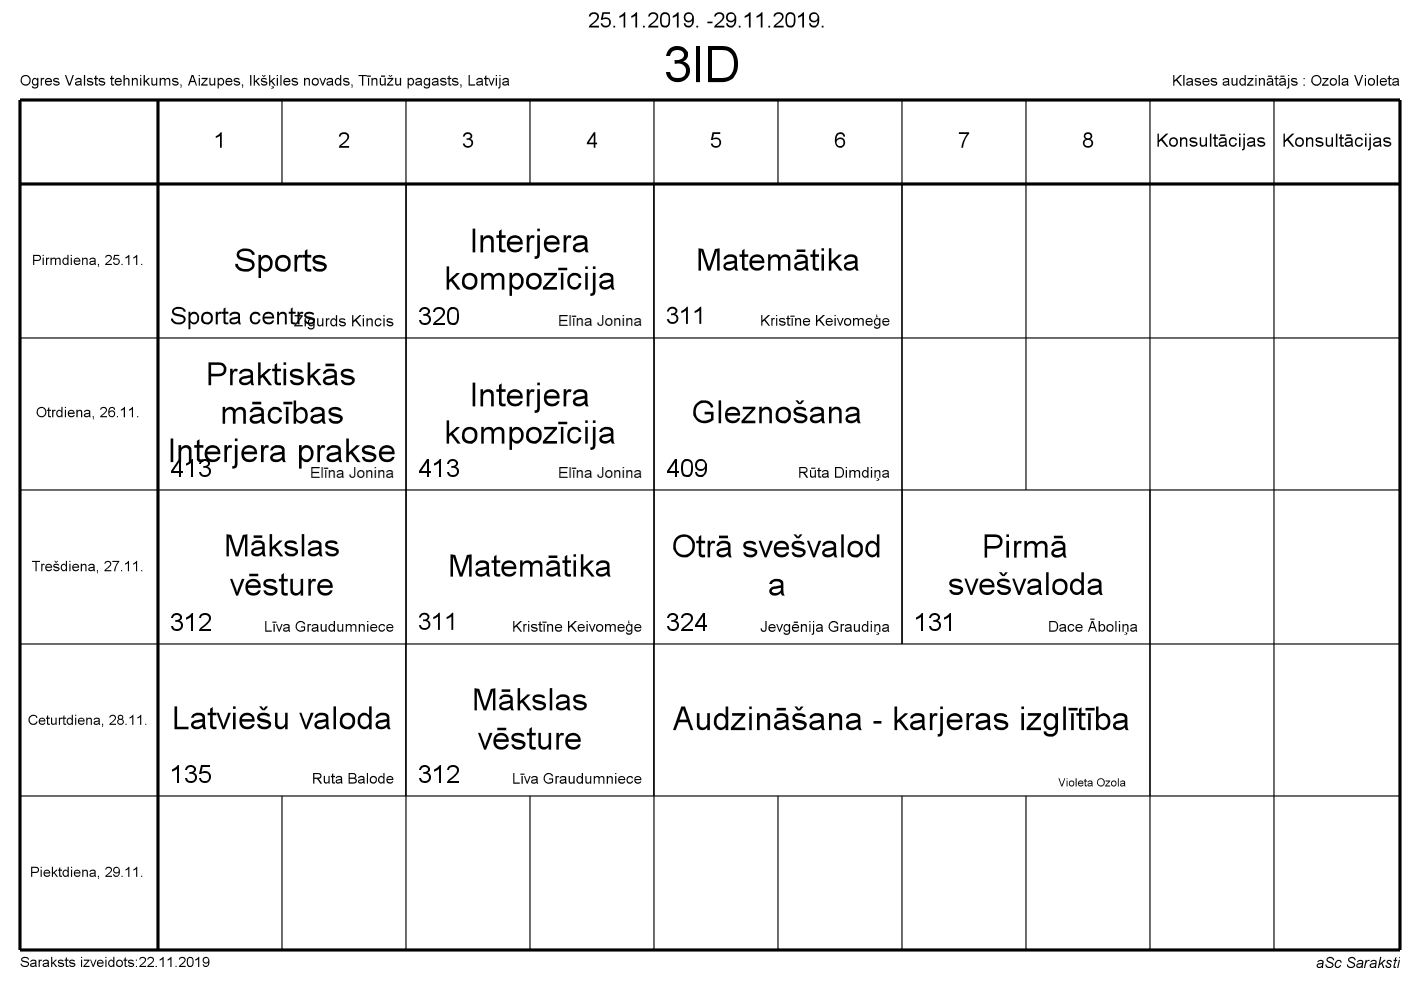 25.11.2019. -29.11.2019.
3ID
Ogres Valsts tehnikums, Aizupes, Ikšķiles novads, Tīnūžu pagasts, Latvija
Klases audzinātājs : Ozola Violeta
1 2 3 4 5 6 7 8 Konsultācijas Konsultācijas
Pirmdiena, 25.11.
Sports
Sporta centrs
Zigurds Kincis
Interjera
kompozīcija
320
Elīna Jonina
Matemātika
311
Kristīne Keivomeģe
Otrdiena, 26.11.
Praktiskās
mācības
Interjera prakse
413
Elīna Jonina
Interjera
kompozīcija
413
Elīna Jonina
Gleznošana
409
Rūta Dimdiņa
Trešdiena, 27.11.
Mākslas
vēsture
312
Līva Graudumniece
Matemātika
311
Kristīne Keivomeģe
Otrā svešvalod
a
324
Jevgēnija Graudiņa
Pirmā
svešvaloda
131
Dace Āboliņa
Ceturtdiena, 28.11.
Latviešu valoda
135
Ruta Balode
Mākslas
vēsture
312
Līva Graudumniece
Audzināšana - karjeras izglītība
Violeta Ozola
Piektdiena, 29.11.
Saraksts izveidots:22.11.2019
aSc Saraksti